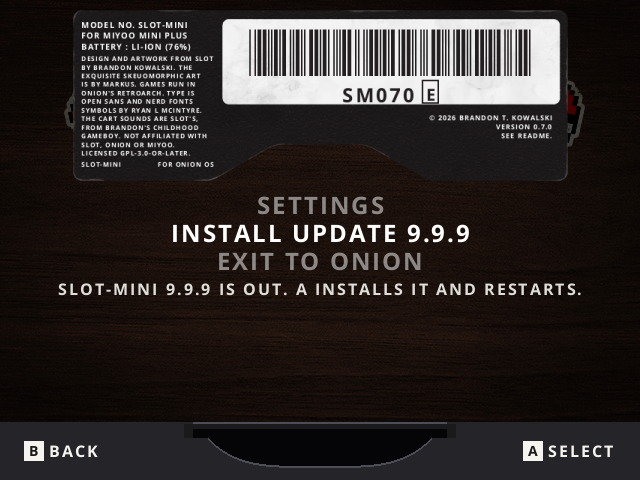 MODEL NO. SLOT-MINI
FOR MIYOO MINI PLUS
BATTERY : LI-ION (76%)
DESIGN AND ARTWORK FROM SLOT
BY BRANDON KOWALSKI. THE
EXQUISITE SKEUOMORPHIC ART
IS BY MARKUS. GAMES RUN IN
ONION'S RETROARCH. TYPE IS
OPEN SANS AND NERD FONTS
SYMBOLS BY RYAN L MCINTYRE.
THE CART SOUNDS ARE SLOT'S,
FROM BRANDON'S CHILDHOOD
GAMEBOY. NOT AFFILIATED WITH
SLOT, ONION OR MIYOO.
LICENSED GPL-3.0-OR-LATER.
SLOT-MINI FOR ONION OS
SM070 E
© 2026 BRANDON T. KOWALSKI
VERSION 0.7.0
SEE README.
SETTINGS
INSTALL UPDATE 9.9.9
EXIT TO ONION
SLOT-MINI 9.9.9 IS OUT. A INSTALLS IT AND RESTARTS.
B BACK
A SELECT